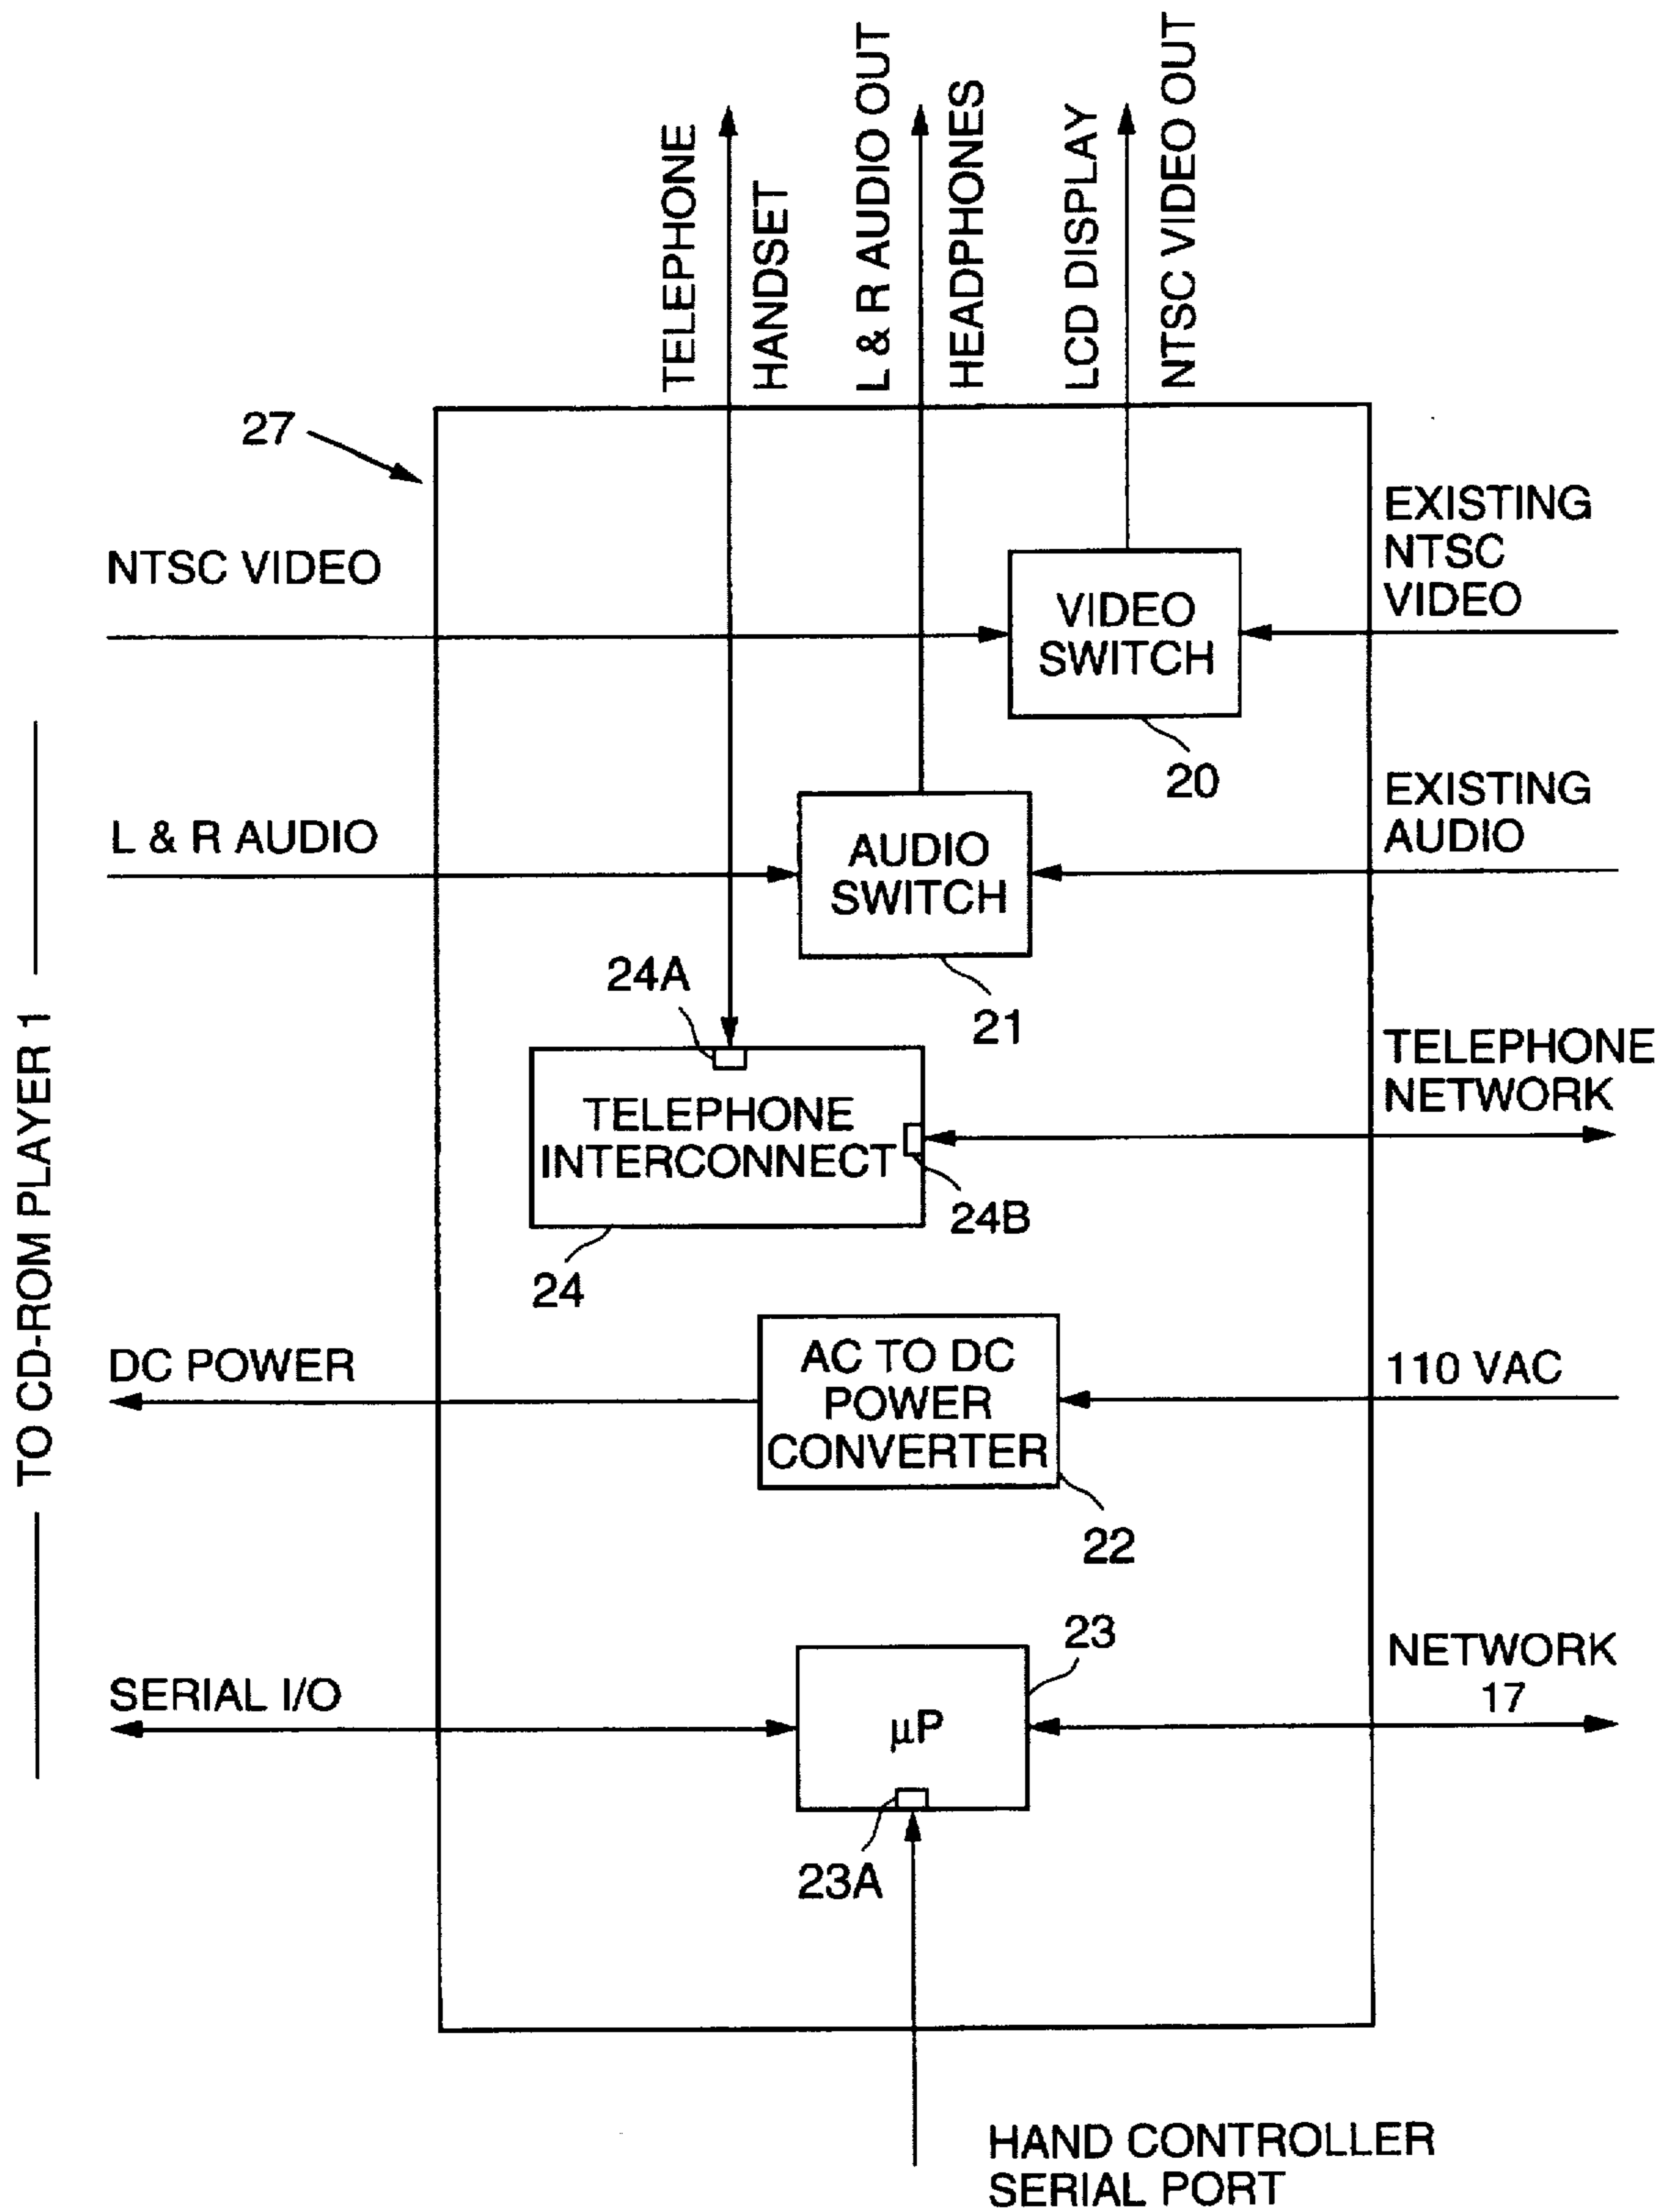 TELEPHONE
HANDSET
L & R AUDIO OUT
HEADPHONES
LCD DISPLAY
NTSC VIDEO OUT
27
NTSC VIDEO
EXISTING
NTSC
VIDEO
VIDEO
SWITCH
20
L & R AUDIO
EXISTING
AUDIO
AUDIO
SWITCH
21
24A
TELEPHONE
INTERCONNECT
24B
24
TELEPHONE
NETWORK
TO CD-ROM PLAYER 1
DC POWER
AC TO DC
POWER
CONVERTER
22
110 VAC
23
SERIAL I/O
µP
NETWORK
17
23A
HAND CONTROLLER
SERIAL PORT